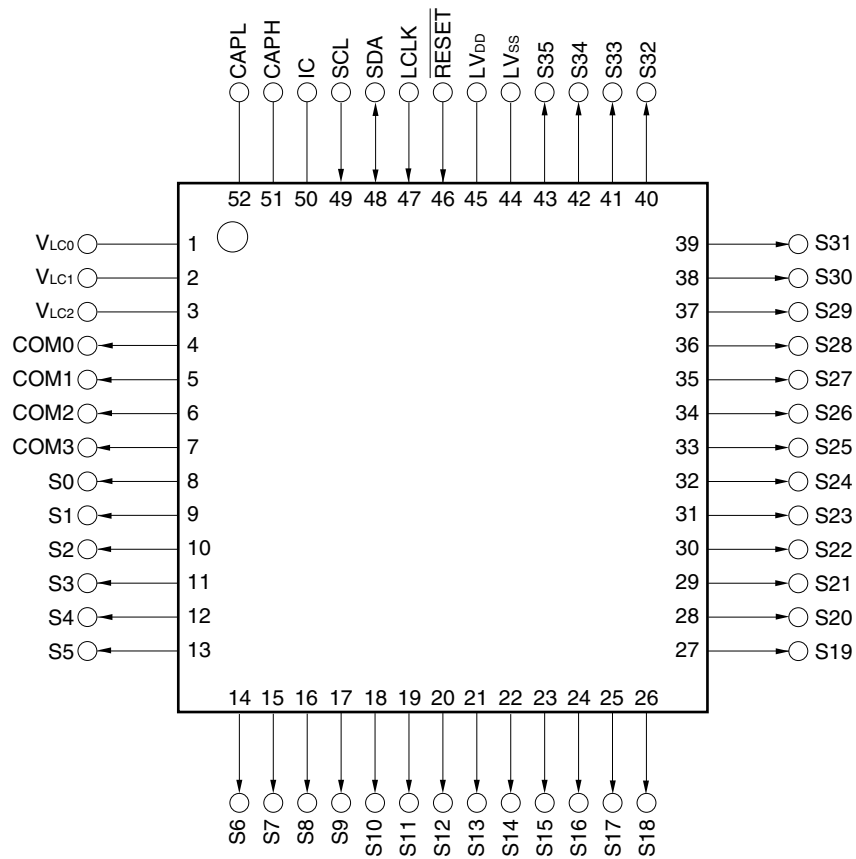 CAPL CAPH IC SCL SDA LCLK RESET LVDD LVSS S35 S34 S33 S32
52 51 50 49 48 47 46 45 44 43 42 41 40
VLC0 1 39 S31
VLC1 2 38 S30
VLC2 3 37 S29
COM0 4 36 S28
COM1 5 35 S27
COM2 6 34 S26
COM3 7 33 S25
S0 8 32 S24
S1 9 31 S23
S2 10 30 S22
S3 11 29 S21
S4 12 28 S20
S5 13 27 S19
14 15 16 17 18 19 20 21 22 23 24 25 26
S6 S7 S8 S9 S10 S11 S12 S13 S14 S15 S16 S17 S18